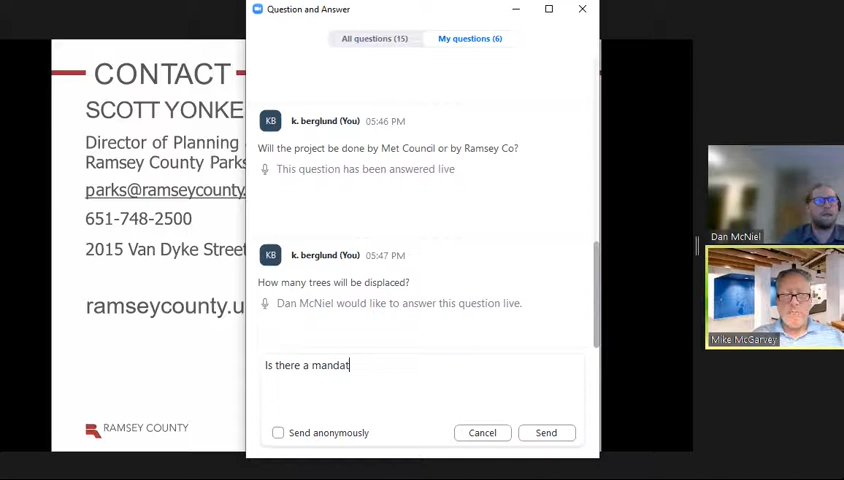 Question and Answer
All questions (15)
My questions (6)
CONTACT
SCOTT YONKE
Director of Planning
Ramsey County Parks
parks@ramseycounty.
651-748-2500
2015 Van Dyke Street
ramseycounty.u
RAMSEY COUNTY
KB
k. berglund (You) 05:46 PM
Will the project be done by Met Council or by Ramsey Co?
This question has been answered live
KB
k. berglund (You) 05:47 PM
How many trees will be displaced?
Dan McNiel would like to answer this question live.
Is there a mandat
Send anonymously
Cancel
Send
Dan McNiel
Mike McGarvey